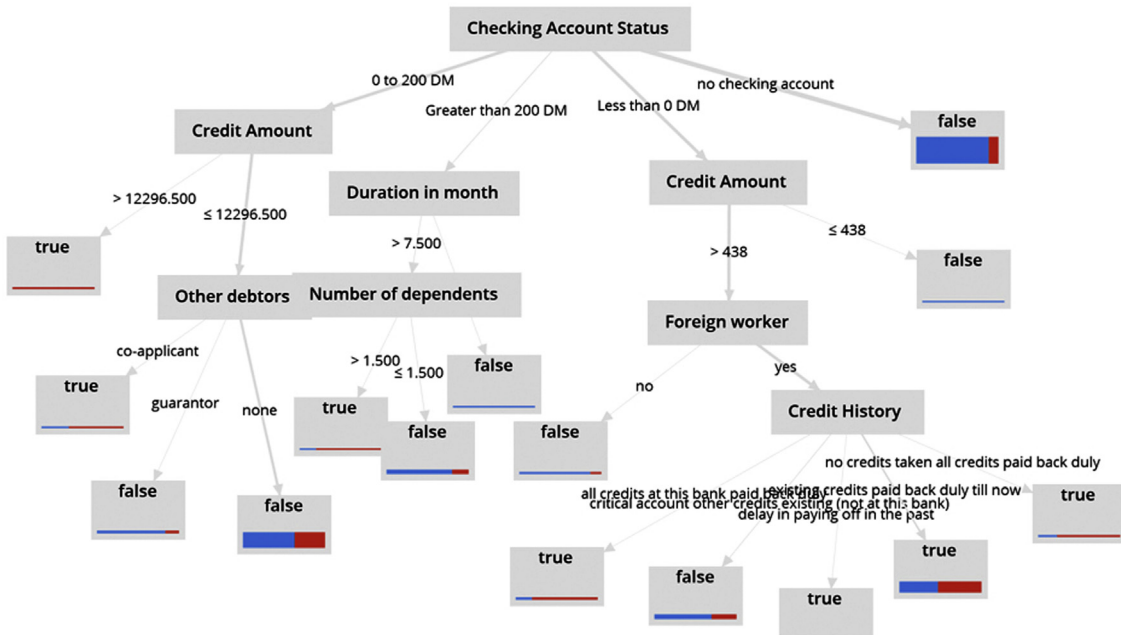 Checking Account Status
0 to 200 DM
Greater than 200 DM
Less than 0 DM
no checking account
Credit Amount
false
Duration in month
Credit Amount
> 12296.500
≤ 12296.500
> 7.500
> 438
≤ 438
true
false
Other debtors
Number of dependents
Foreign worker
co-applicant
guarantor
none
> 1.500
≤ 1.500
false
no
yes
true
true
false
false
Credit History
false
false
no credits taken all credits paid back duly
all credits at this bank paid back duly
existing credits paid back duly till now
critical account other credits existing (not at this bank)
delay in paying off in the past
true
true
false
true
true